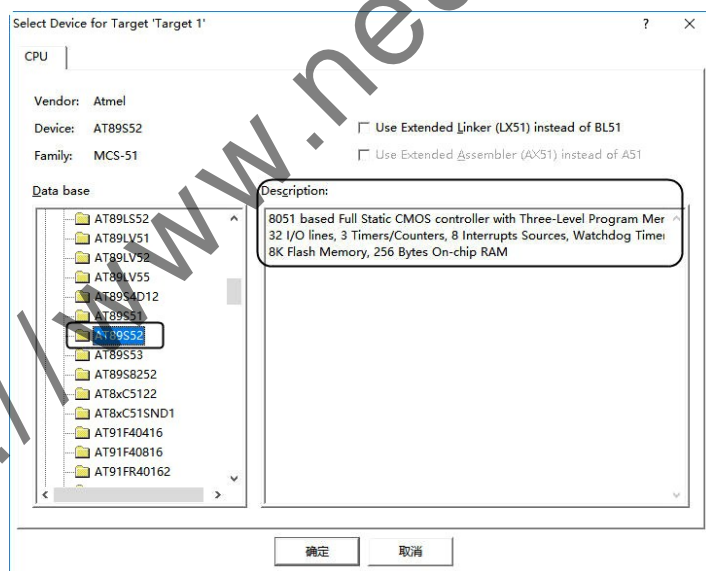 Select Device for Target 'Target 1'
? ×
CPU
Vendor: Atmel
Device: AT89S52
Family: MCS-51
Use Extended Linker (LX51) instead of BL51
Use Extended Assembler (AX51) instead of A51
Data base
AT89LS52
AT89LV51
AT89LV52
AT89LV55
AT89S4D12
AT89S51
AT89S52
AT89S53
AT89S8252
AT8xC5122
AT8xC51SND1
AT91F40416
AT91F40816
AT91FR40162
Description:
8051 based Full Static CMOS controller with Three-Level Program Mer
32 I/O lines, 3 Timers/Counters, 8 Interrupts Sources, Watchdog Time
8K Flash Memory, 256 Bytes On-chip RAM
确定
取消
//www.nec